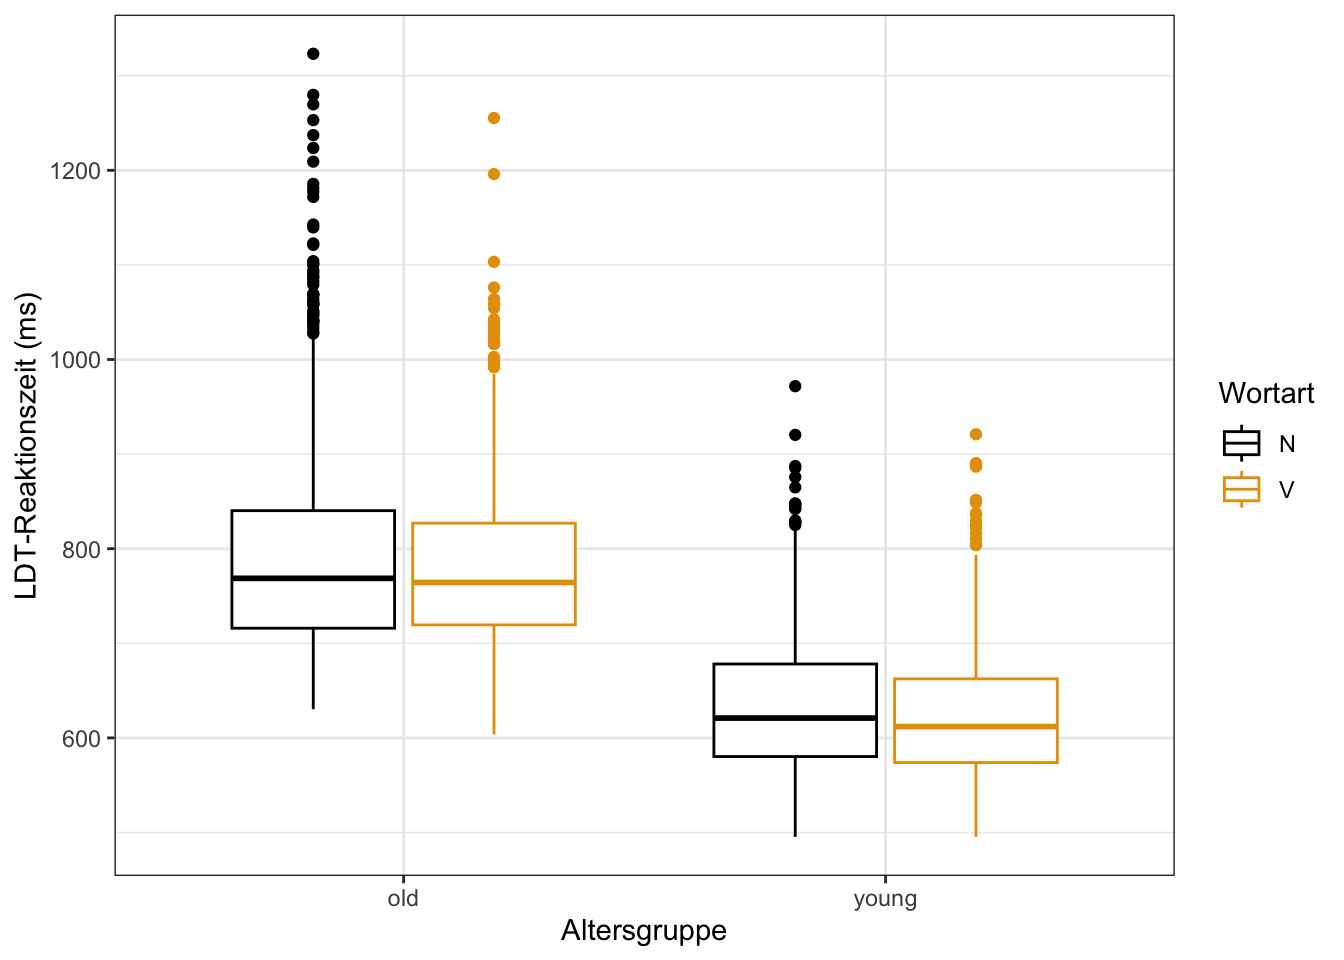 LDT-Reaktionszeit (ms)
1200
1000
800
600
old
young
Altersgruppe
Wortart
N
V